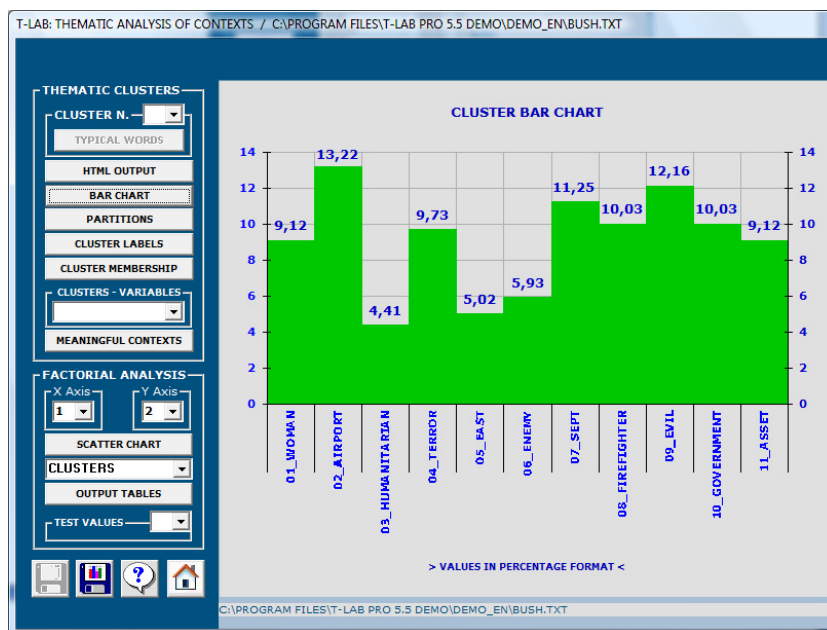 T-LAB: THEMATIC ANALYSIS OF CONTEXTS / C:\PROGRAM FILES\T-LAB PRO 5.5 DEMO\DEMO_EN\BUSH.TXT
THEMATIC CLUSTERS
CLUSTER N.
TYPICAL WORDS
HTML OUTPUT
BAR CHART
PARTITIONS
CLUSTER LABELS
CLUSTER MEMBERSHIP
CLUSTERS - VARIABLES
MEANINGFUL CONTEXTS
FACTORIAL ANALYSIS
X Axis Y Axis
1 2
SCATTER CHART
CLUSTERS
OUTPUT TABLES
TEST VALUES
CLUSTER BAR CHART
14 13,22 14
12 12,16 12
11,25
10 10,03 10,03 10
9,12 9,73 9,12
8 8
6 5,93 6
5,02
4 4,41 4
2 2
0 0
01_WOMAN
02_AIRPORT
03_HUMANITARIAN
04_TERROR
05_EAST
06_ENEMY
07_SEPT
08_FIREFIGHTER
09_EVIL
10_GOVERNMENT
11_ASSET
> VALUES IN PERCENTAGE FORMAT <
C:\PROGRAM FILES\T-LAB PRO 5.5 DEMO\DEMO_EN\BUSH.TXT